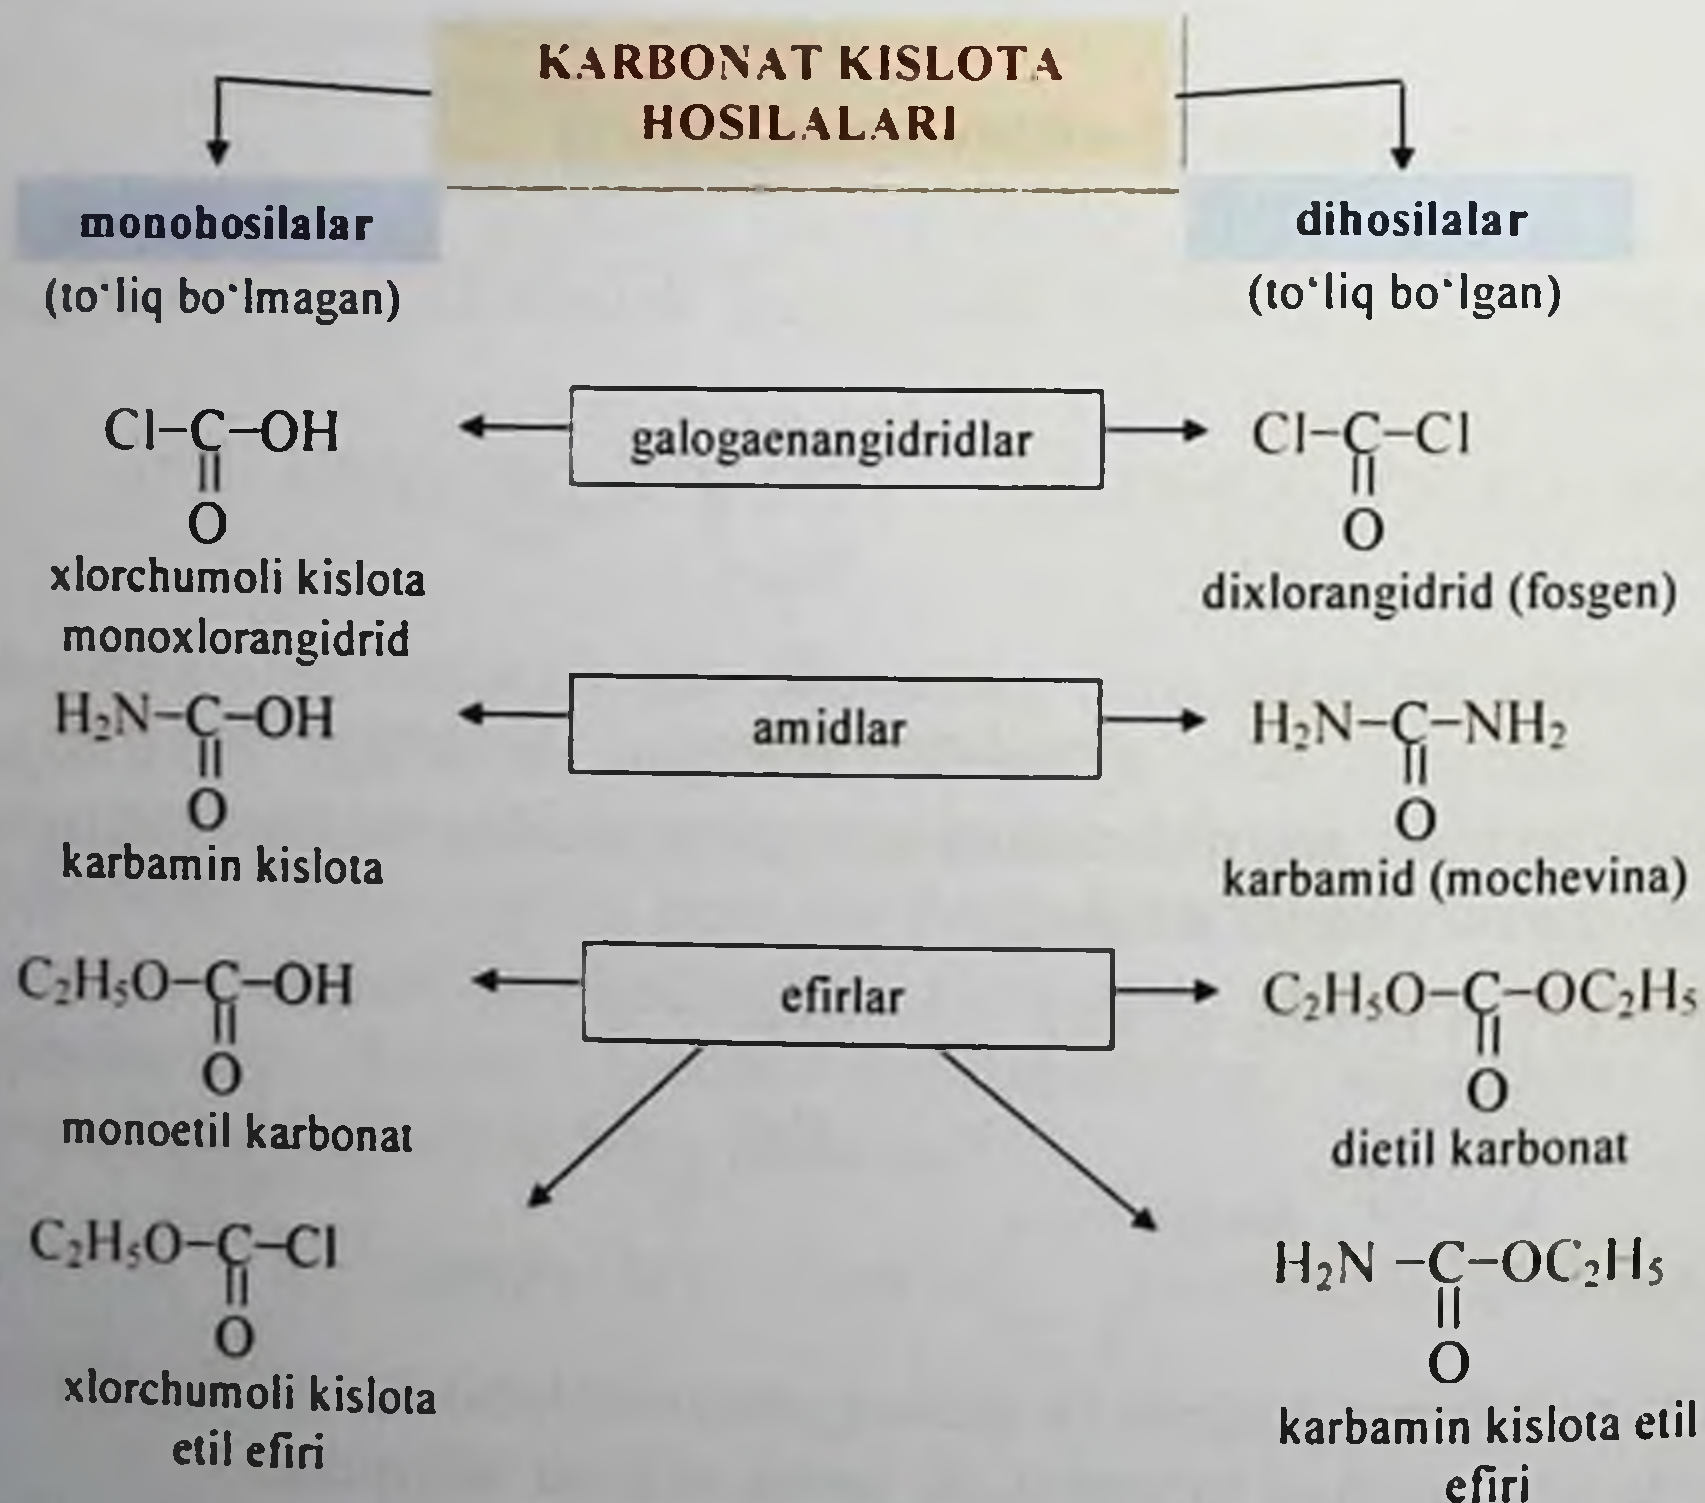 KARBONAT KISLOTA
HOSILALARI
monohosilalar
(to‘liq bo‘lmagan)
dihosilalar
(to‘liq bo‘lgan)
Cl–C–OH
||
O
xlorchumoli kislota
monoxlorangidrid
galogaenangidridlar
Cl–C–Cl
||
O
dixlorangidrid (fosgen)
H₂N–C–OH
||
O
karbamin kislota
amidlar
H₂N–C–NH₂
||
O
karbamid (mochevina)
C₂H₅O–C–OH
||
O
monoetil karbonat
efirlar
C₂H₅O–C–OC₂H₅
||
O
dietil karbonat
C₂H₅O–C–Cl
||
O
xlorchumoli kislota
etil efiri
H₂N –C–OC₂H₅
||
O
karbamin kislota etil
efiri